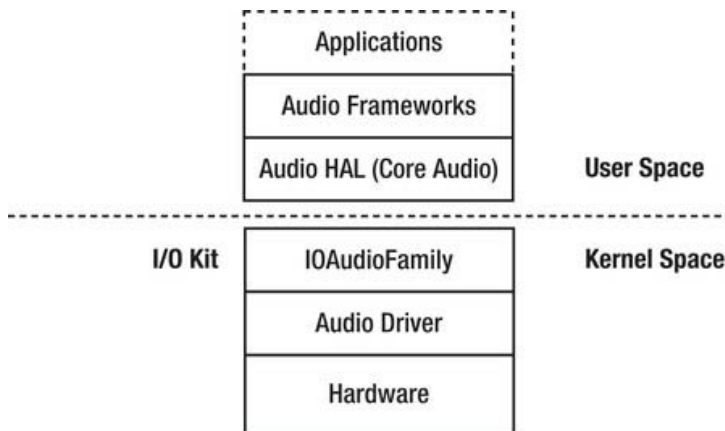 Applications
Audio Frameworks
Audio HAL (Core Audio)
User Space
I/O Kit
IOAudioFamily
Kernel Space
Audio Driver
Hardware